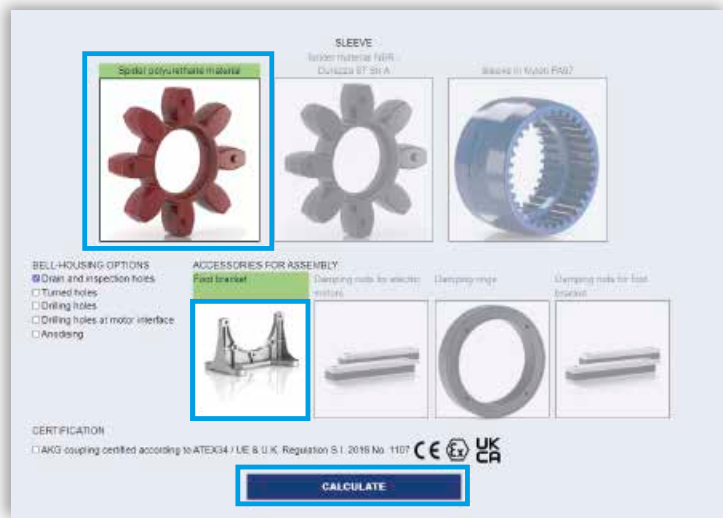 SLEEVE
Spider polyurethane material
Spider material NBR -
Durezza 87 Sh A
Sleeve in Nylon PA67
BELL-HOUSING OPTIONS
Drain and inspection holes
Turned holes
Drilling holes
Drilling holes at motor interface
Anodising
ACCESSORIES FOR ASSEMBLY
Foot bracket
Damping rods for electric
motors
Damping rings
Damping rods for foot
bracket
CERTIFICATION
AKG coupling certified according to ATEX34 / UE & U.K. Regulation S.I. 2016 No. 1107 CE Ex UK
CA
CALCULATE